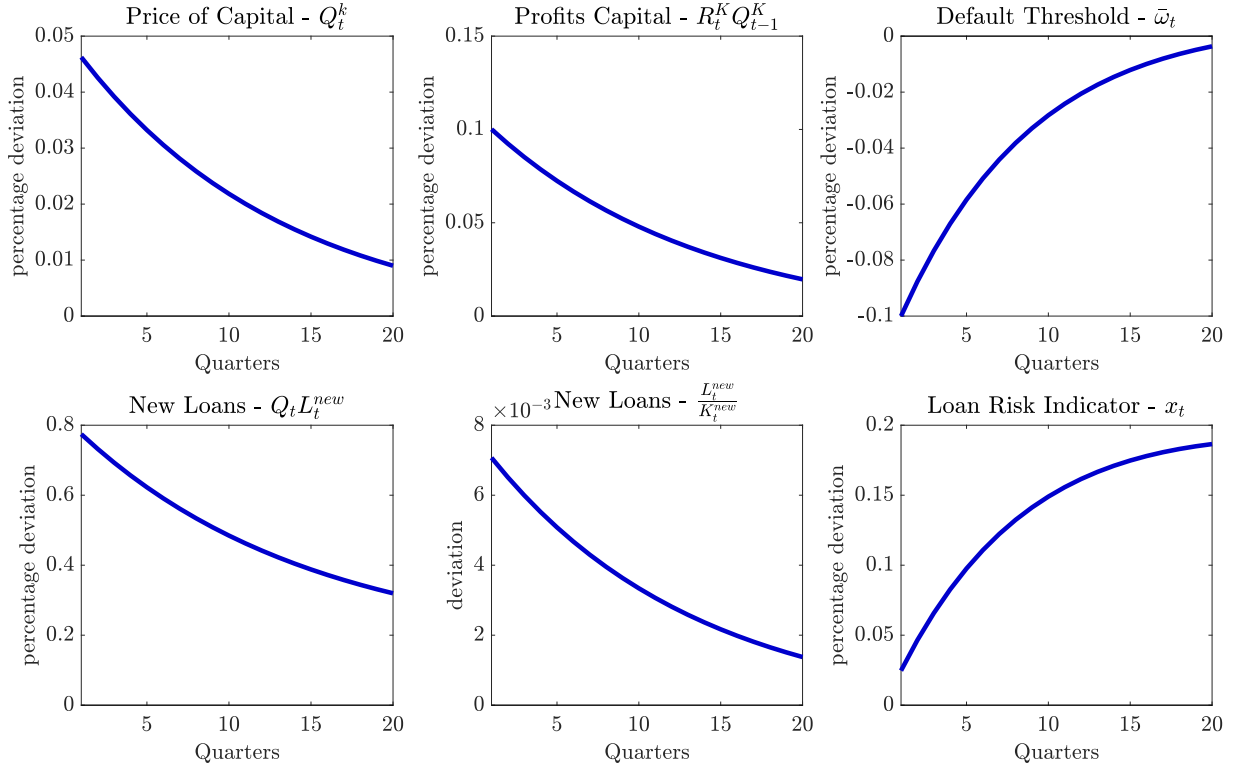 Price of Capital - $Q_t^k$
percentage deviation
0.05
0.04
0.03
0.02
0.01
0
5 10 15 20
Quarters
Profits Capital - $R_t^K Q_{t-1}^K$
percentage deviation
0.15
0.1
0.05
0
5 10 15 20
Quarters
Default Threshold - $\bar{\omega}_t$
percentage deviation
0
-0.02
-0.04
-0.06
-0.08
-0.1
5 10 15 20
Quarters
New Loans - $Q_t L_t^{new}$
percentage deviation
0.8
0.6
0.4
0.2
0
5 10 15 20
Quarters
×10⁻³ New Loans - $\frac{L_t^{new}}{K_t^{new}}$
deviation
8
6
4
2
0
5 10 15 20
Quarters
Loan Risk Indicator - $x_t$
percentage deviation
0.2
0.15
0.1
0.05
0
5 10 15 20
Quarters